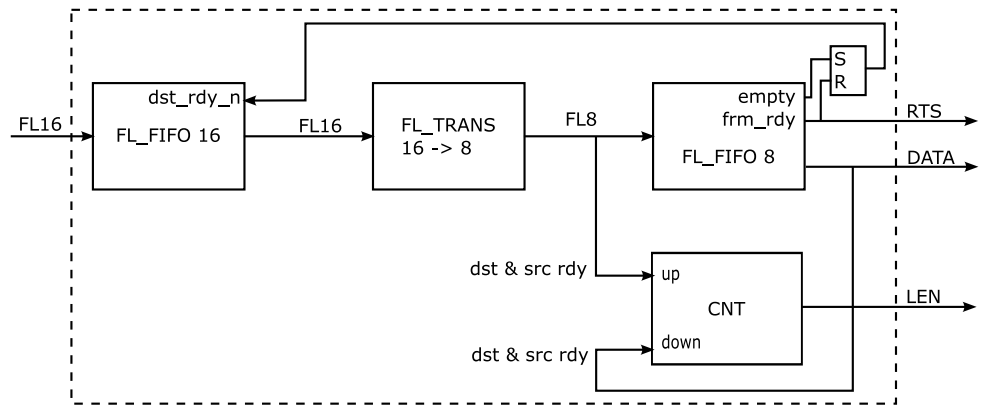 S
R
dst_rdy_n
empty
FL16
FL_FIFO 16
FL16
FL_TRANS
16 -> 8
FL8
frm_rdy
FL_FIFO 8
RTS
DATA
dst & src rdy
up
CNT
LEN
dst & src rdy
down